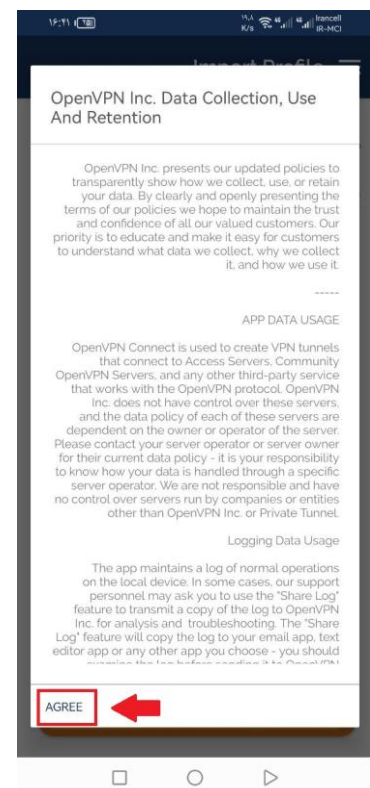 ۱۶:۴۱
۱۹٫۸
K/s
Irancell
IR-MCI
Import Profile
OpenVPN Inc. Data Collection, Use
And Retention
OpenVPN Inc. presents our updated policies to
transparently show how we collect, use, or retain
your data. By clearly and openly presenting the
terms of our policies we hope to maintain the trust
and confidence of all our valued customers. Our
priority is to educate and make it easy for customers
to understand what data we collect, why we collect
it, and how we use it.
-----
APP DATA USAGE
OpenVPN Connect is used to create VPN tunnels
that connect to Access Servers, Community
OpenVPN Servers, and any other third-party service
that works with the OpenVPN protocol. OpenVPN
Inc. does not have control over these servers,
and the data policy of each of these servers are
dependent on the owner or operator of the server.
Please contact your server operator or server owner
for their current data policy - it is your responsibility
to know how your data is handled through a specific
server operator. We are not responsible and have
no control over servers run by companies or entities
other than OpenVPN Inc. or Private Tunnel.
Logging Data Usage
The app maintains a log of normal operations
on the local device. In some cases, our support
personnel may ask you to use the "Share Log"
feature to transmit a copy of the log to OpenVPN
Inc. for analysis and troubleshooting. The "Share
Log" feature will copy the log to your email app, text
editor app or any other app you choose - you should
examine the log before sending it to OpenVPN
AGREE